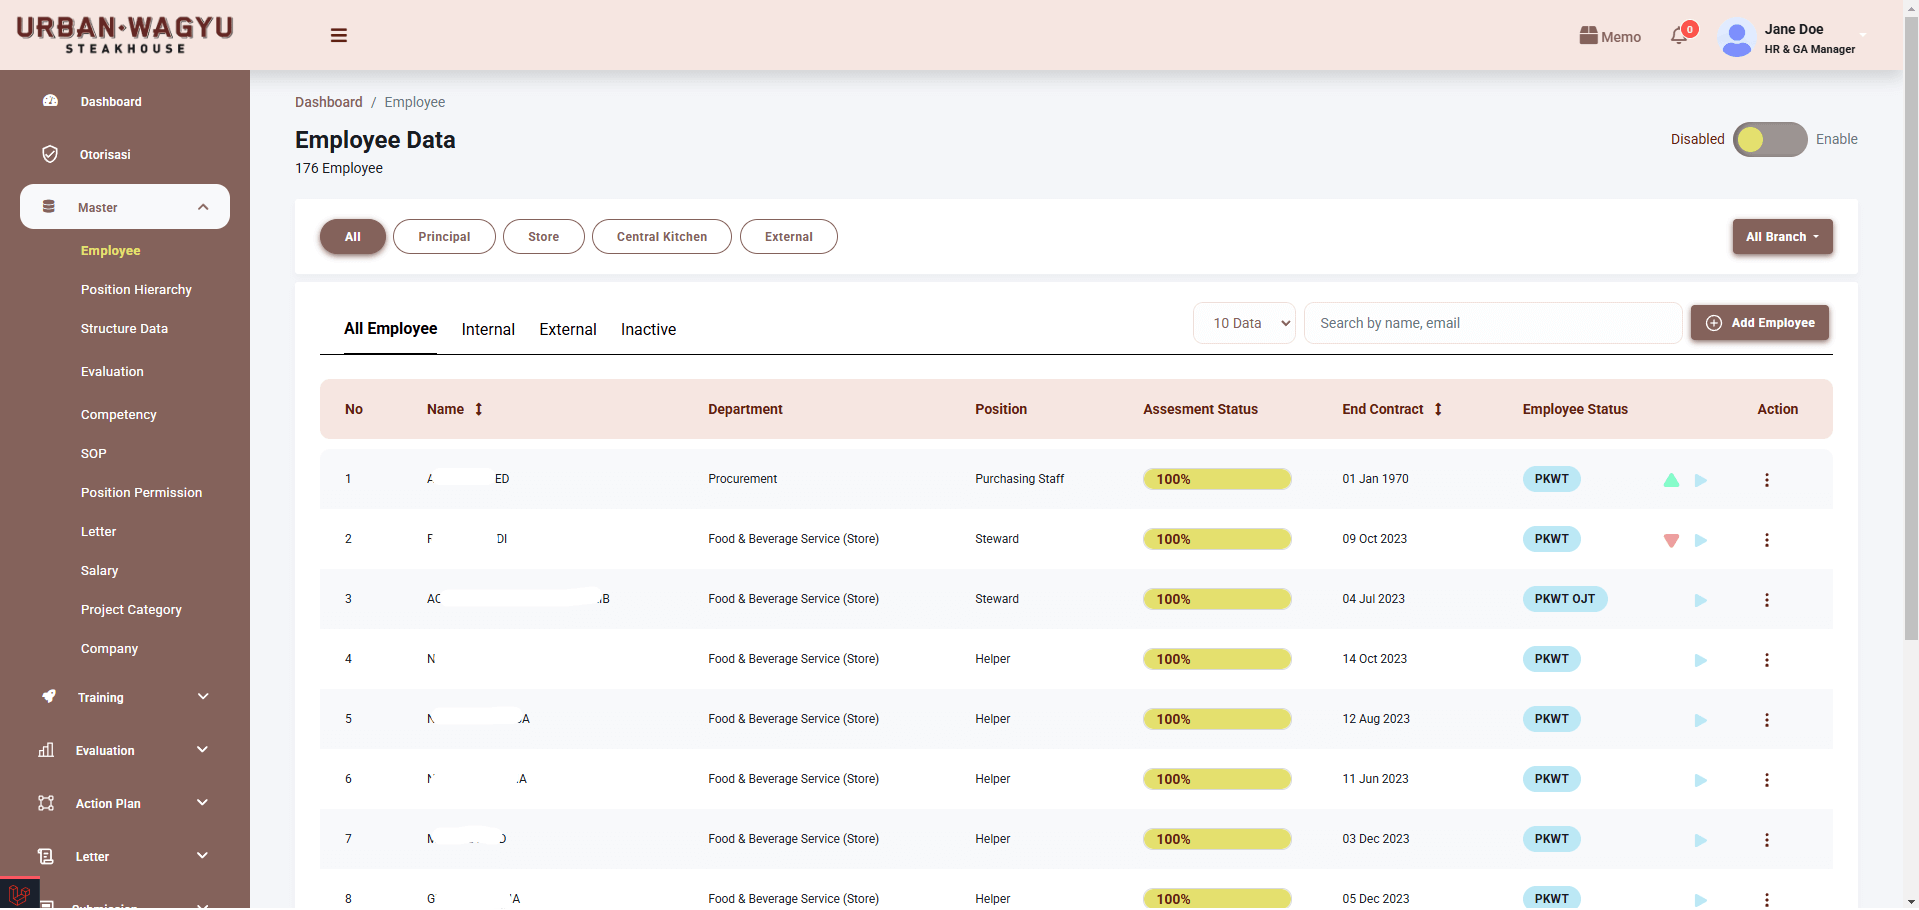 URBAN·WAGYU
STEAKHOUSE
Memo
0
Jane Doe
HR & GA Manager
Dashboard
Otorisasi
Master
Employee
Position Hierarchy
Structure Data
Evaluation
Competency
SOP
Position Permission
Letter
Salary
Project Category
Company
Training
Evaluation
Action Plan
Letter
Dashboard / Employee
Employee Data
176 Employee
Disabled
Enable
All
Principal
Store
Central Kitchen
External
All Branch
All Employee
Internal
External
Inactive
10 Data
Search by name, email
Add Employee
No Name Department Position Assesment Status End Contract Employee Status Action
1 ED Procurement Purchasing Staff 100% 01 Jan 1970 PKWT
2 DI Food & Beverage Service (Store) Steward 100% 09 Oct 2023 PKWT
3 Food & Beverage Service (Store) Steward 100% 04 Jul 2023 PKWT OJT
4 N Food & Beverage Service (Store) Helper 100% 14 Oct 2023 PKWT
5 Food & Beverage Service (Store) Helper 100% 12 Aug 2023 PKWT
6 Food & Beverage Service (Store) Helper 100% 11 Jun 2023 PKWT
7 Food & Beverage Service (Store) Helper 100% 03 Dec 2023 PKWT
8 G Food & Beverage Service (Store) Helper 100% 05 Dec 2023 PKWT